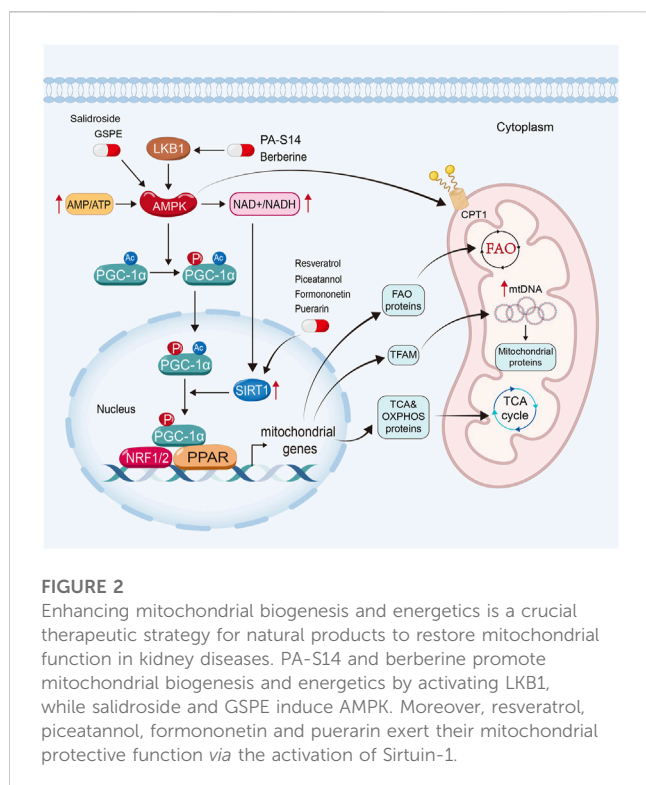 Salidroside
GSPE
LKB1
PA-S14
Berberine
Cytoplasm
AMP/ATP
AMPK
NAD+/NADH
CPT1
Ac
PGC-1α
Pi
Ac
PGC-1α
Resveratrol
Piceatannol
Formononetin
Puerarin
FAO
FAO
proteins
mtDNA
Mitochondrial
proteins
TFAM
Pi
Ac
PGC-1α
SIRT1
Nucleus
TCA&
OXPHOS
proteins
TCA
cycle
Pi
PGC-1α
NRF1/2
PPAR
mitochondrial
genes
FIGURE 2
Enhancing mitochondrial biogenesis and energetics is a crucial
therapeutic strategy for natural products to restore mitochondrial
function in kidney diseases. PA-S14 and berberine promote
mitochondrial biogenesis and energetics by activating LKB1,
while salidroside and GSPE induce AMPK. Moreover, resveratrol,
piceatannol, formononetin and puerarin exert their mitochondrial
protective function via the activation of Sirtuin-1.